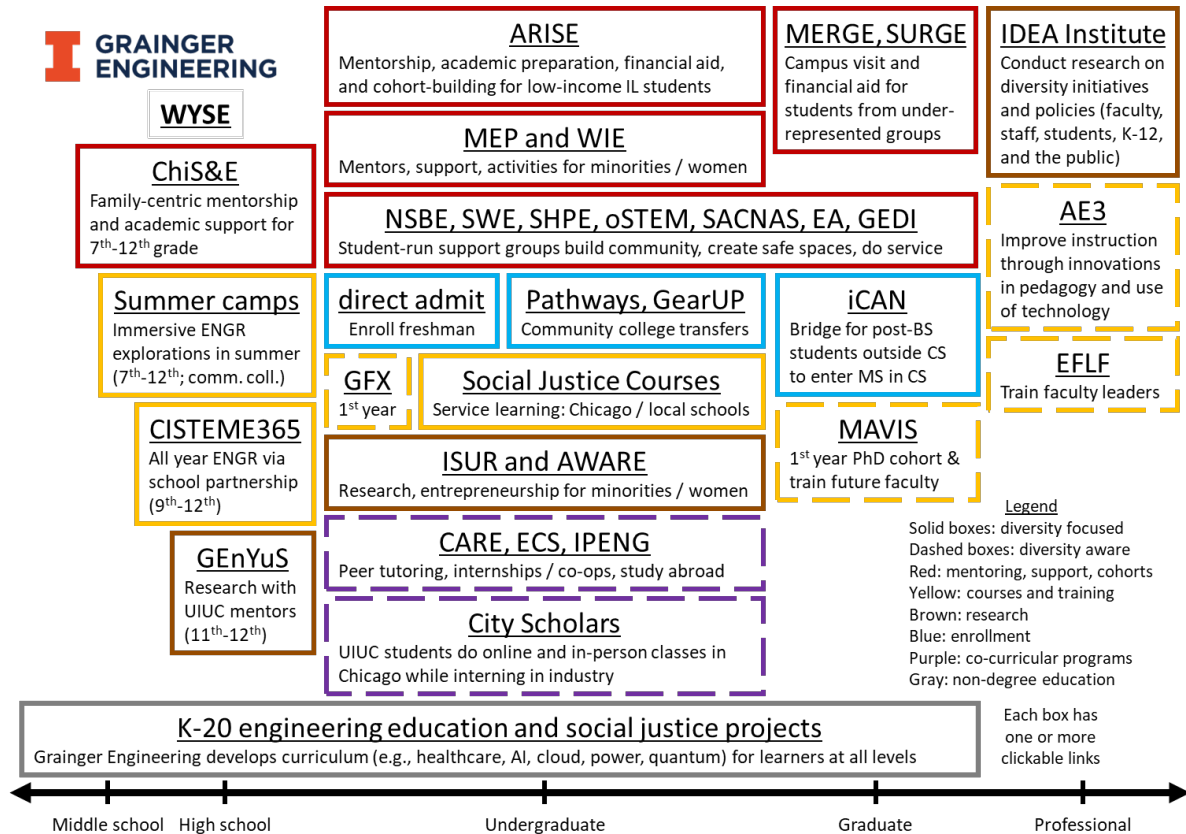 GRAINGER
ENGINEERING
WYSE
ChiS&E
Family-centric mentorship
and academic support for
7th-12th grade
Summer camps
Immersive ENGR
explorations in summer
(7th-12th; comm. coll.)
CISTEME365
All year ENGR via
school partnership
(9th-12th)
GEnYuS
Research with
UIUC mentors
(11th-12th)
ARISE
Mentorship, academic preparation, financial aid,
and cohort-building for low-income IL students
MEP and WIE
Mentors, support, activities for minorities / women
MERGE, SURGE
Campus visit and
financial aid for
students from under-
represented groups
NSBE, SWE, SHPE, oSTEM, SACNAS, EA, GEDI
Student-run support groups build community, create safe spaces, do service
direct admit
Enroll freshman
Pathways, GearUP
Community college transfers
iCAN
Bridge for post-BS
students outside CS
to enter MS in CS
GFX
1st year
Social Justice Courses
Service learning: Chicago / local schools
MAVIS
1st year PhD cohort &
train future faculty
ISUR and AWARE
Research, entrepreneurship for minorities / women
CARE, ECS, IPENG
Peer tutoring, internships / co-ops, study abroad
City Scholars
UIUC students do online and in-person classes in
Chicago while interning in industry
IDEA Institute
Conduct research on
diversity initiatives
and policies (faculty,
staff, students, K-12,
and the public)
AE3
Improve instruction
through innovations
in pedagogy and use
of technology
EFLF
Train faculty leaders
Legend
Solid boxes: diversity focused
Dashed boxes: diversity aware
Red: mentoring, support, cohorts
Yellow: courses and training
Brown: research
Blue: enrollment
Purple: co-curricular programs
Gray: non-degree education
K-20 engineering education and social justice projects
Grainger Engineering develops curriculum (e.g., healthcare, AI, cloud, power, quantum) for learners at all levels
Each box has
one or more
clickable links
Middle school
High school
Undergraduate
Graduate
Professional